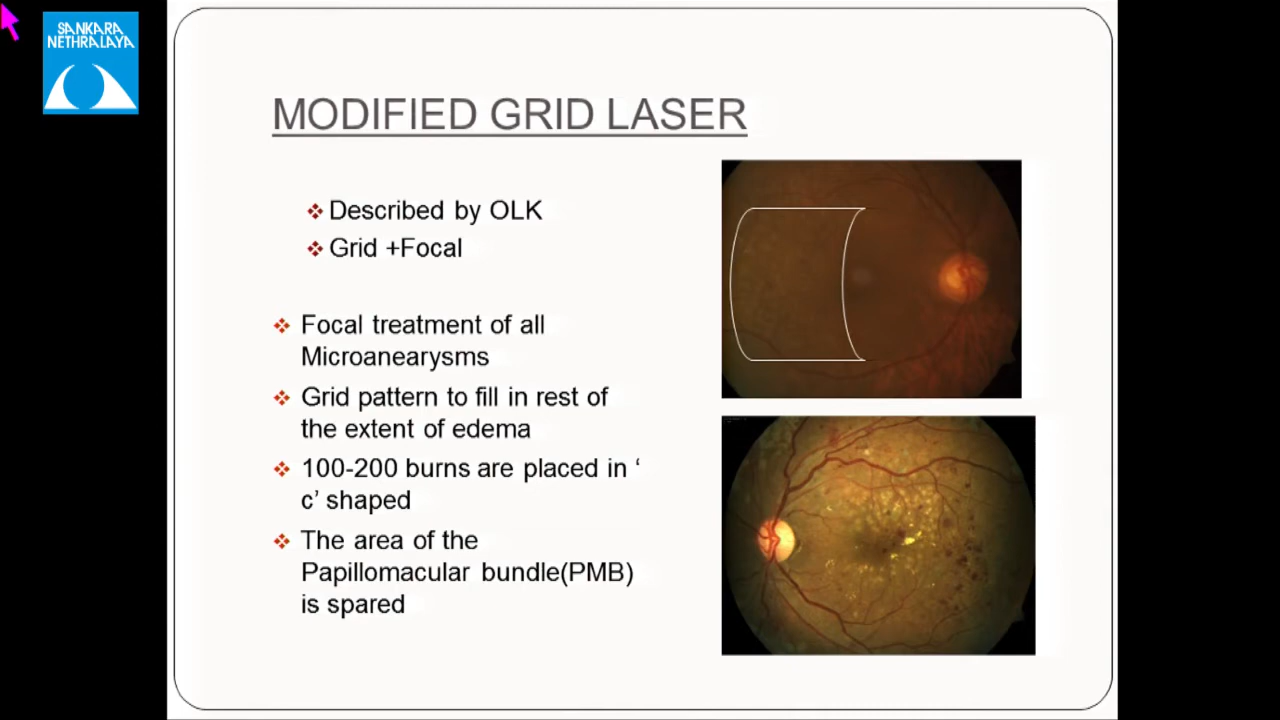 SANKARA
NETHRALAYA
MODIFIED GRID LASER
Described by OLK
Grid +Focal
Focal treatment of all
Microanearysms
Grid pattern to fill in rest of
the extent of edema
100-200 burns are placed in ‘
c’ shaped
The area of the
Papillomacular bundle(PMB)
is spared